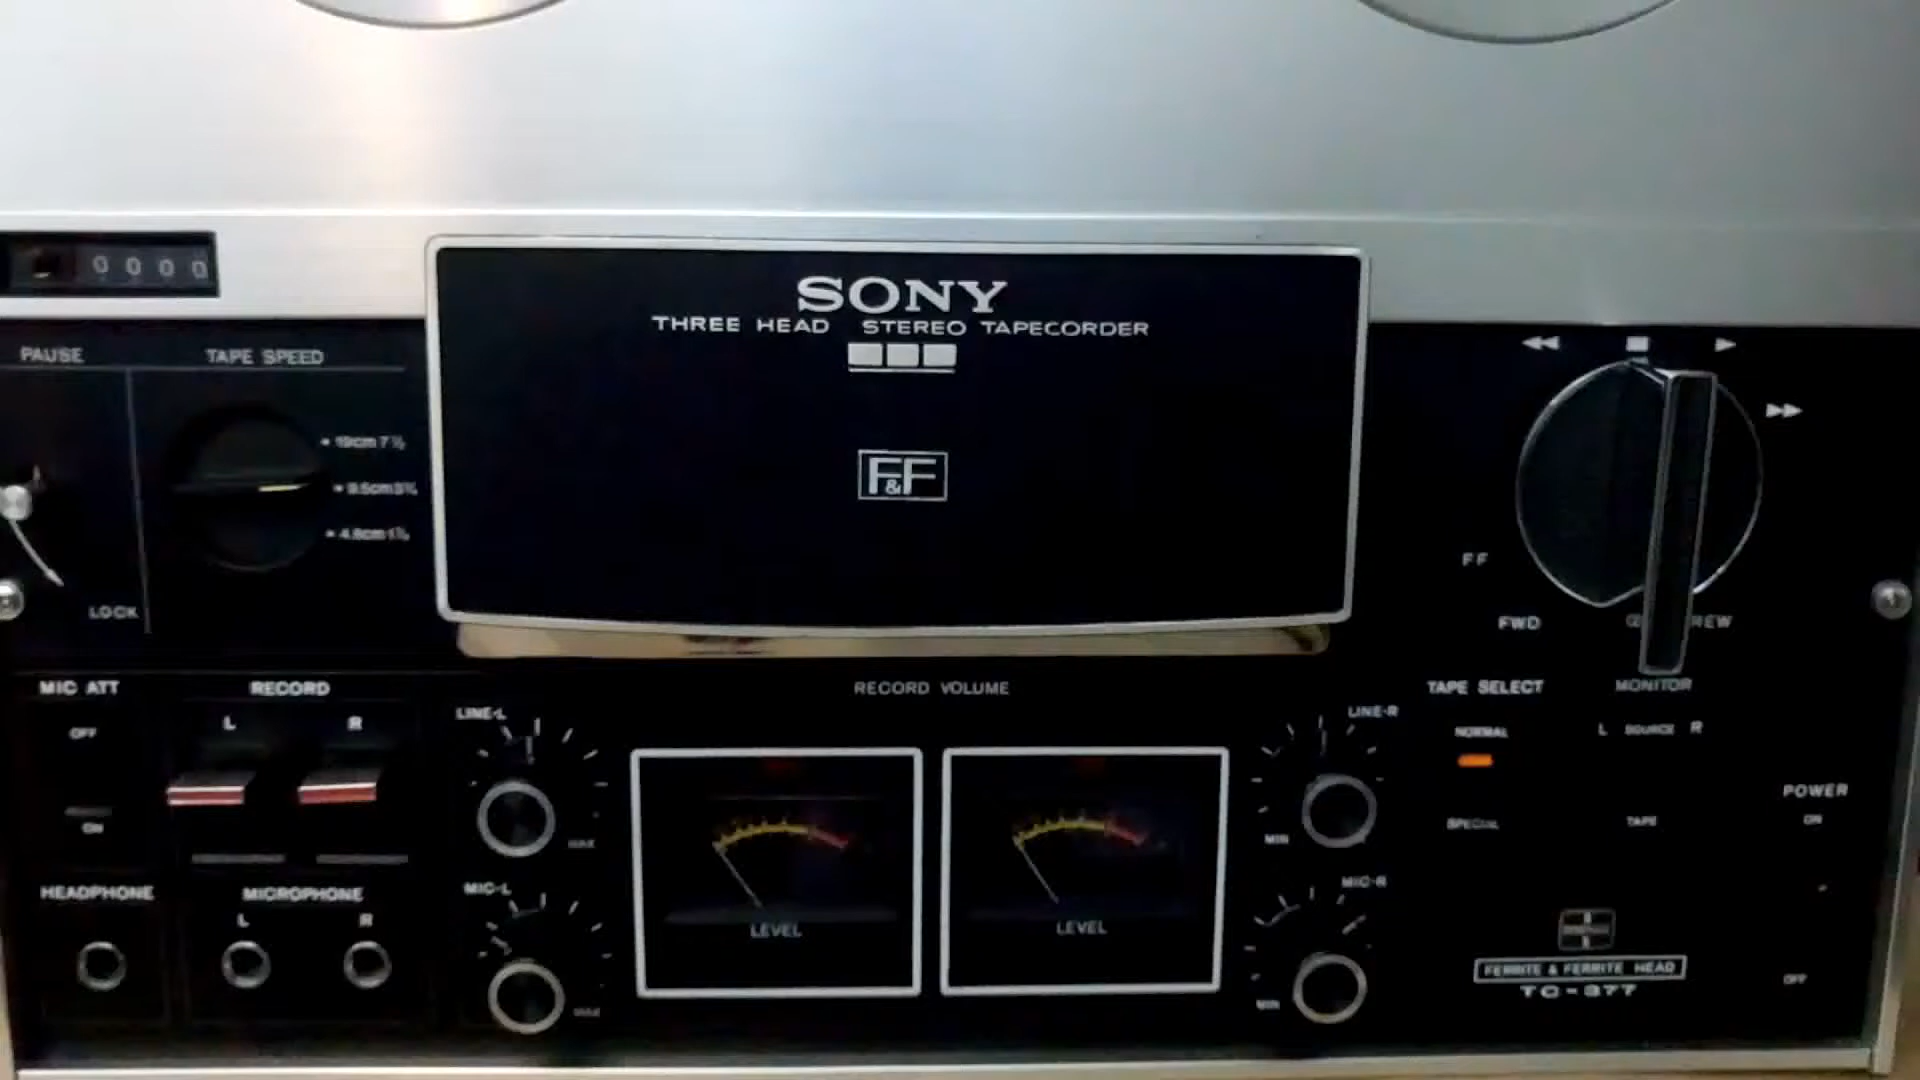 0000
SONY
THREE HEAD STEREO TAPECORDER
F&F
PAUSE
TAPE SPEED
19cm 7½
9.5cm 3¾
4.8cm 1⅞
LOCK
FF
FWD
REW
MIC ATT
OFF
ON
RECORD
L R
RECORD VOLUME
LINE-L
MAX
LINE-R
MIN
TAPE SELECT
NORMAL
SPECIAL
MONITOR
L SOURCE R
TAPE
POWER
ON
OFF
HEADPHONE
MICROPHONE
L R
MIC-L
MAX
LEVEL
LEVEL
MIC-R
MIN
FERRITE & FERRITE HEAD
TC-377